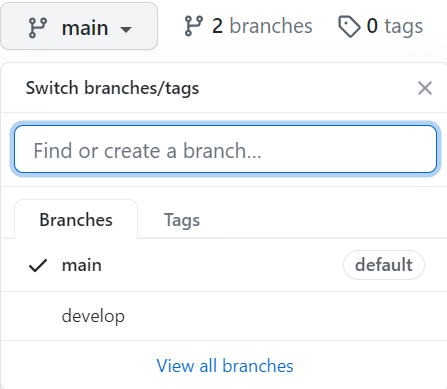 main 2 branches 0 tags
Switch branches/tags
Find or create a branch...
Branches Tags
main default
develop
View all branches